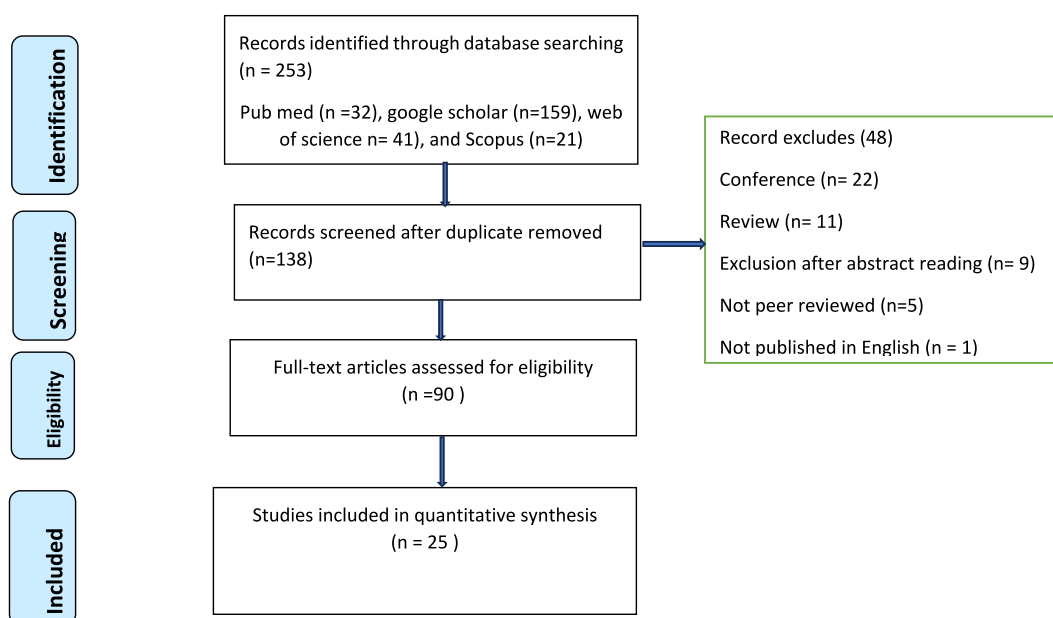 Identification
Records identified through database searching
(n = 253)
Pub med (n =32), google scholar (n=159), web
of science n= 41), and Scopus (n=21)
Record excludes (48)
Conference (n= 22)
Review (n= 11)
Exclusion after abstract reading (n= 9)
Not peer reviewed (n=5)
Not published in English (n = 1)
Screening
Records screened after duplicate removed
(n=138)
Eligibility
Full-text articles assessed for eligibility
(n =90 )
Included
Studies included in quantitative synthesis
(n = 25 )